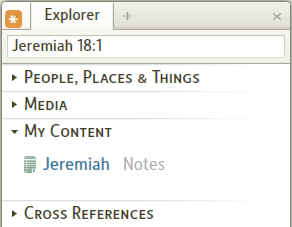 Explorer
Jeremiah 18:1
People, Places & Things
Media
My Content
Jeremiah Notes
Cross References